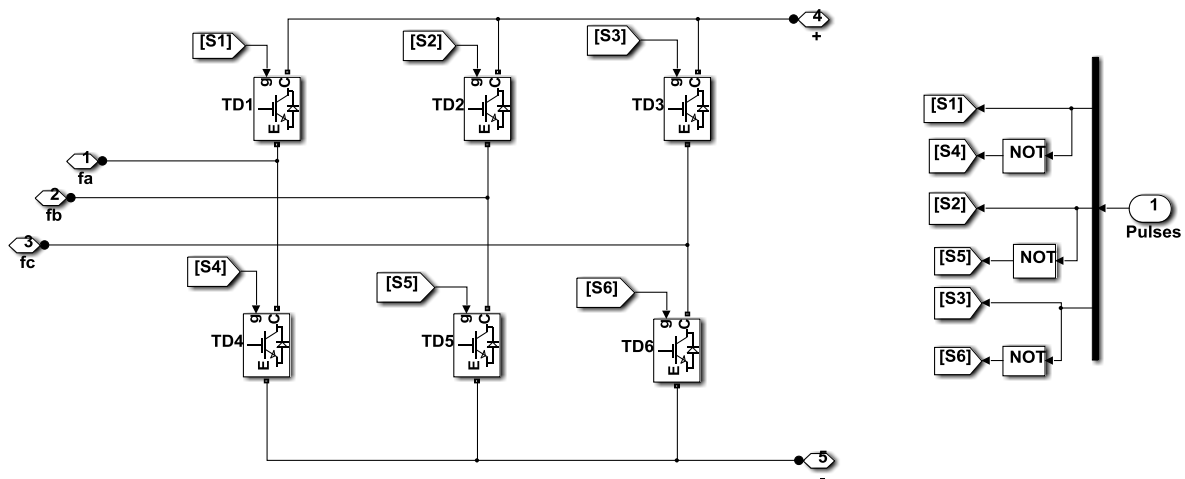 4
+
[S1]
[S2]
[S3]
g C
g C
g C
TD1
TD2
TD3
E
E
E
1
fa
2
fb
3
fc
[S4]
[S5]
[S6]
g C
g C
g C
TD4
TD5
TD6
E
E
E
5
-
[S1]
[S4]
NOT
[S2]
1
Pulses
[S5]
NOT
[S3]
[S6]
NOT